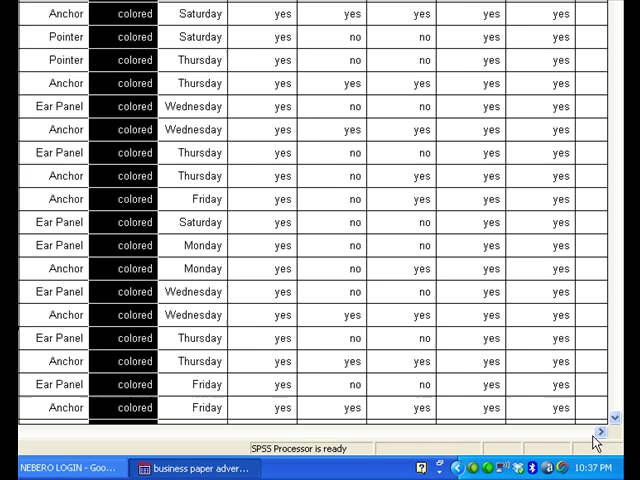 Anchor colored Saturday yes yes yes yes yes
Pointer colored Saturday yes no no yes yes
Pointer colored Thursday yes no no yes yes
Anchor colored Thursday yes yes yes yes yes
Ear Panel colored Wednesday yes no no yes yes
Anchor colored Wednesday yes yes yes yes yes
Ear Panel colored Thursday yes no no yes yes
Anchor colored Thursday yes no yes yes yes
Anchor colored Friday yes no yes yes yes
Ear Panel colored Saturday yes no no yes yes
Ear Panel colored Monday yes no no yes yes
Anchor colored Monday yes no yes yes yes
Ear Panel colored Wednesday yes no no yes yes
Anchor colored Wednesday yes yes yes yes yes
Ear Panel colored Thursday yes no no yes yes
Anchor colored Thursday yes yes yes yes yes
Ear Panel colored Friday yes no no yes yes
Anchor colored Friday yes yes yes yes yes
SPSS Processor is ready
NEBERO LOGIN - Goo... business paper adver... 10:37 PM